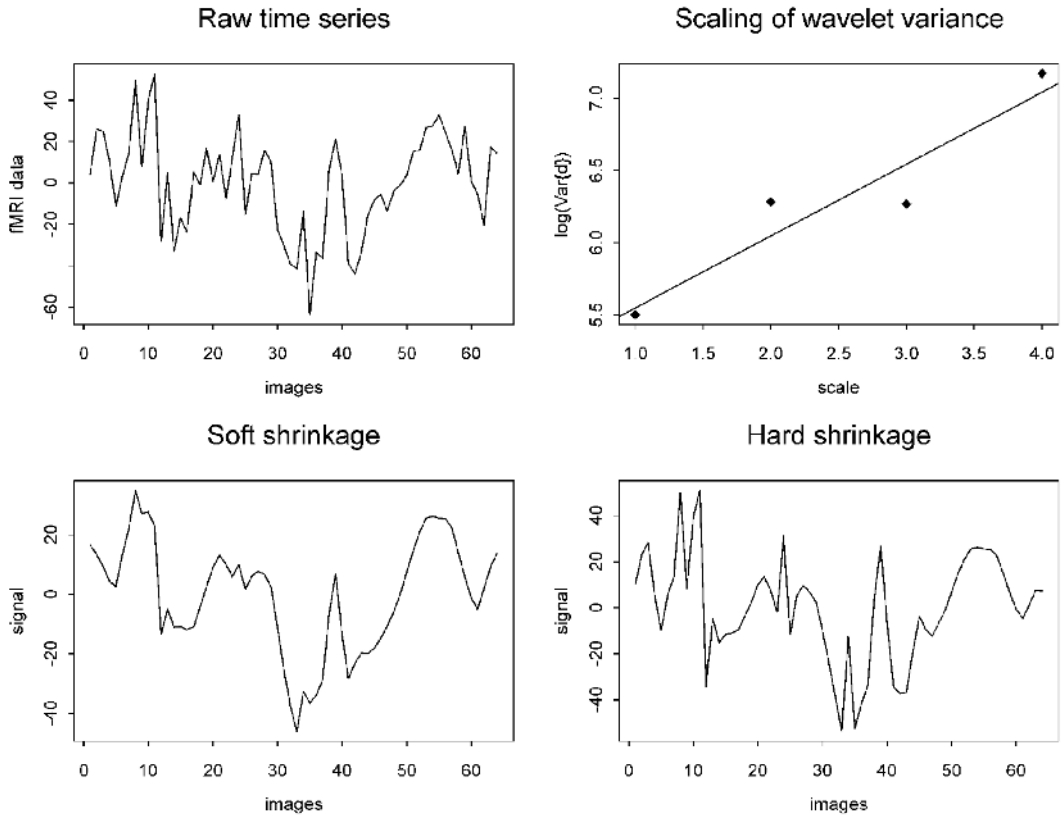 Raw time series
fMRI data
40
20
0
-20
-60
0 10 20 30 40 50 60
images
Scaling of wavelet variance
log(Var{d})
7.0
6.5
6.0
5.5
1.0 1.5 2.0 2.5 3.0 3.5 4.0
scale
Soft shrinkage
signal
20
0
-20
-40
0 10 20 30 40 50 60
images
Hard shrinkage
signal
40
20
0
-20
-40
0 10 20 30 40 50 60
images